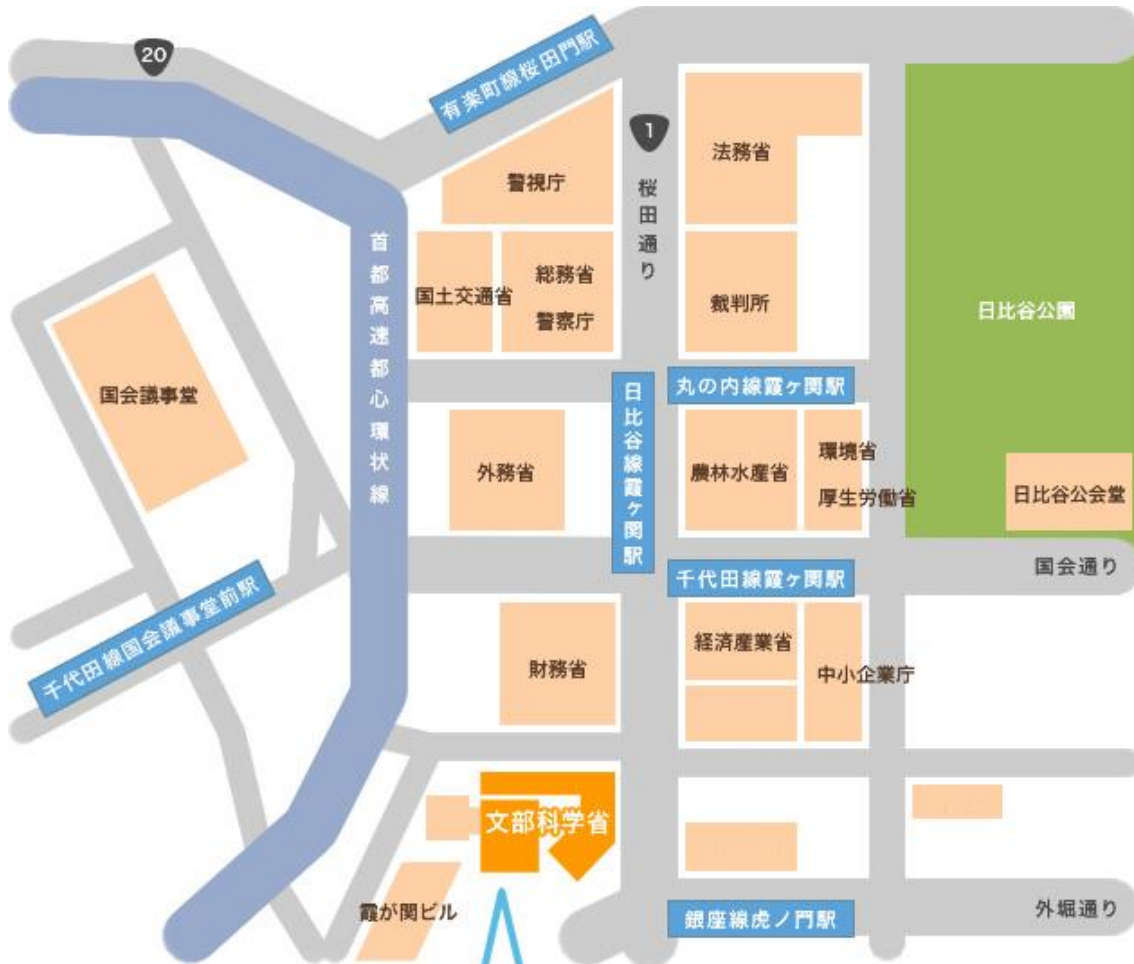 20
有楽町線桜田門駅
1
桜田通り
警視庁
法務省
首都高速都心環状線
国土交通省
総務省
警察庁
裁判所
日比谷公園
国会議事堂
日比谷線霞ヶ関駅
丸の内線霞ヶ関駅
外務省
農林水産省
環境省
厚生労働省
日比谷公会堂
千代田線霞ヶ関駅
国会通り
千代田線国会議事堂前駅
財務省
経済産業省
中小企業庁
文部科学省
霞が関ビル
銀座線虎ノ門駅
外堀通り